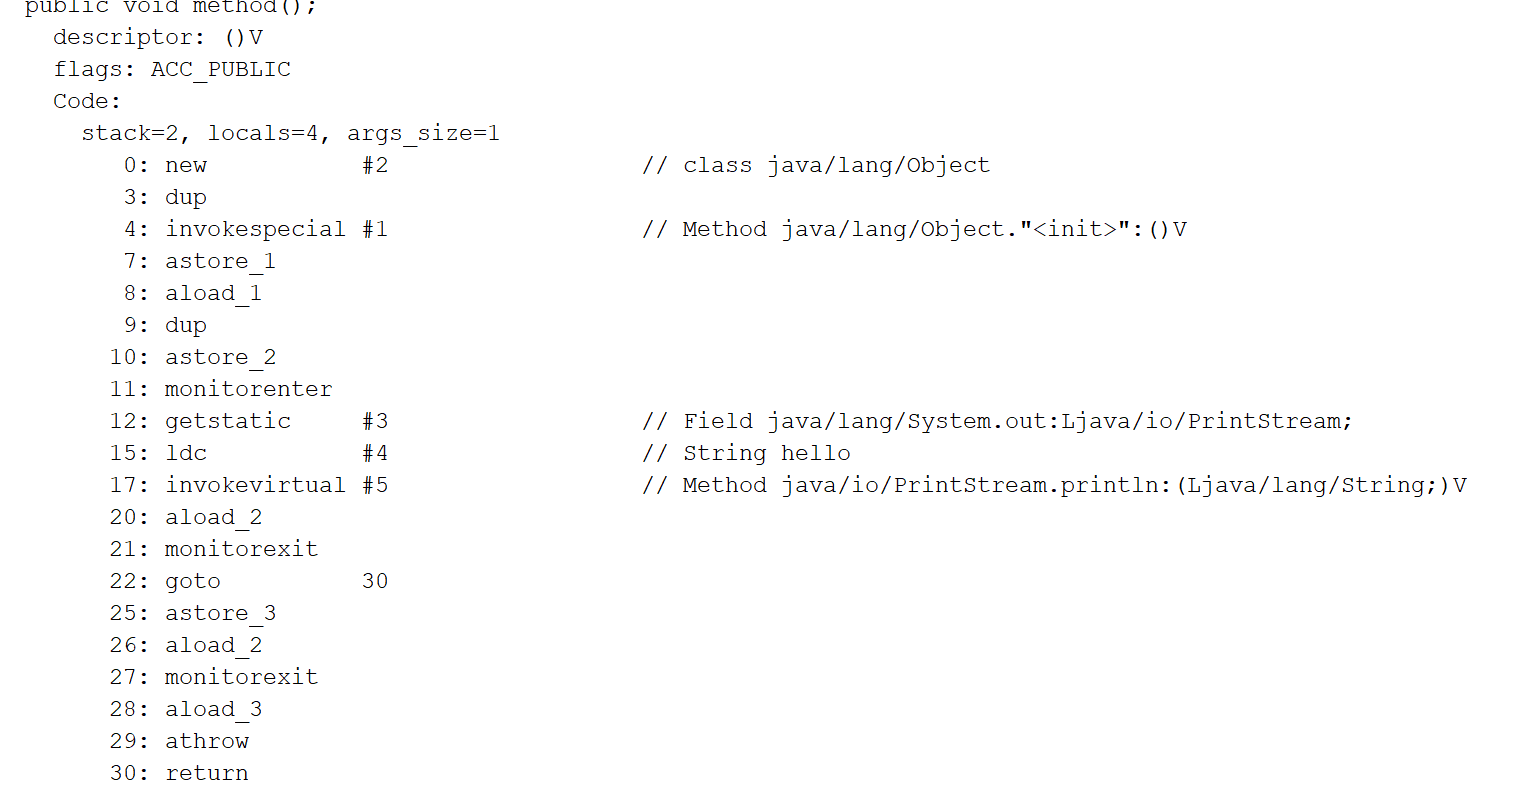 public void method();
descriptor: ()V
flags: ACC_PUBLIC
Code:
stack=2, locals=4, args_size=1
0: new #2 // class java/lang/Object
3: dup
4: invokespecial #1 // Method java/lang/Object."<init>":()V
7: astore_1
8: aload_1
9: dup
10: astore_2
11: monitorenter
12: getstatic #3 // Field java/lang/System.out:Ljava/io/PrintStream;
15: ldc #4 // String hello
17: invokevirtual #5 // Method java/io/PrintStream.println:(Ljava/lang/String;)V
20: aload_2
21: monitorexit
22: goto 30
25: astore_3
26: aload_2
27: monitorexit
28: aload_3
29: athrow
30: return